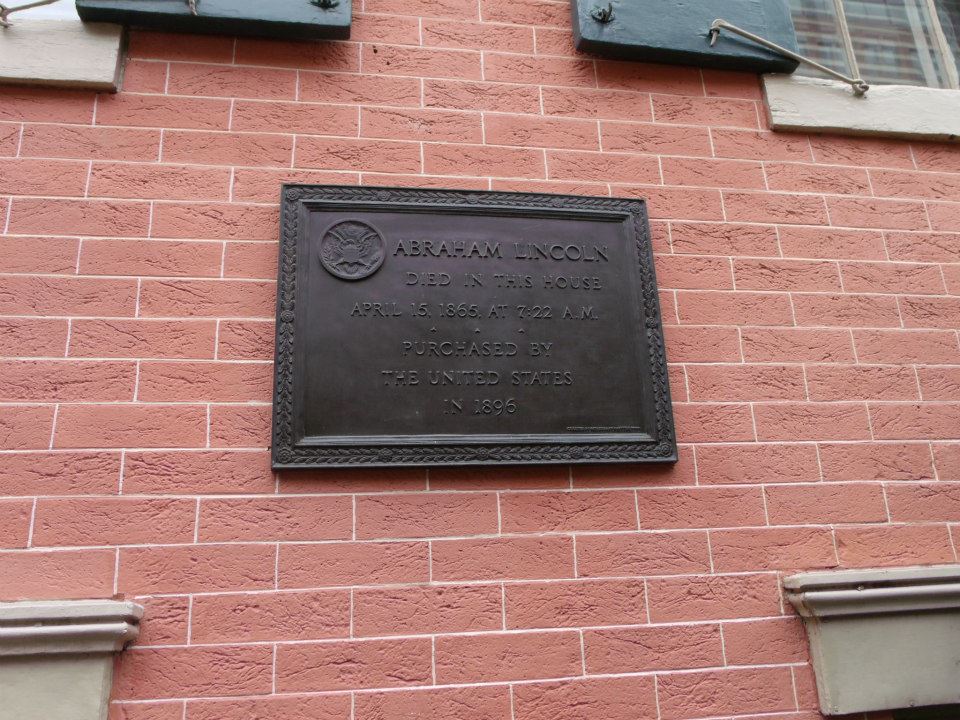 ABRAHAM LINCOLN
DIED IN THIS HOUSE
APRIL 15, 1865, AT 7:22 A.M.
PURCHASED BY
THE UNITED STATES
IN 1896